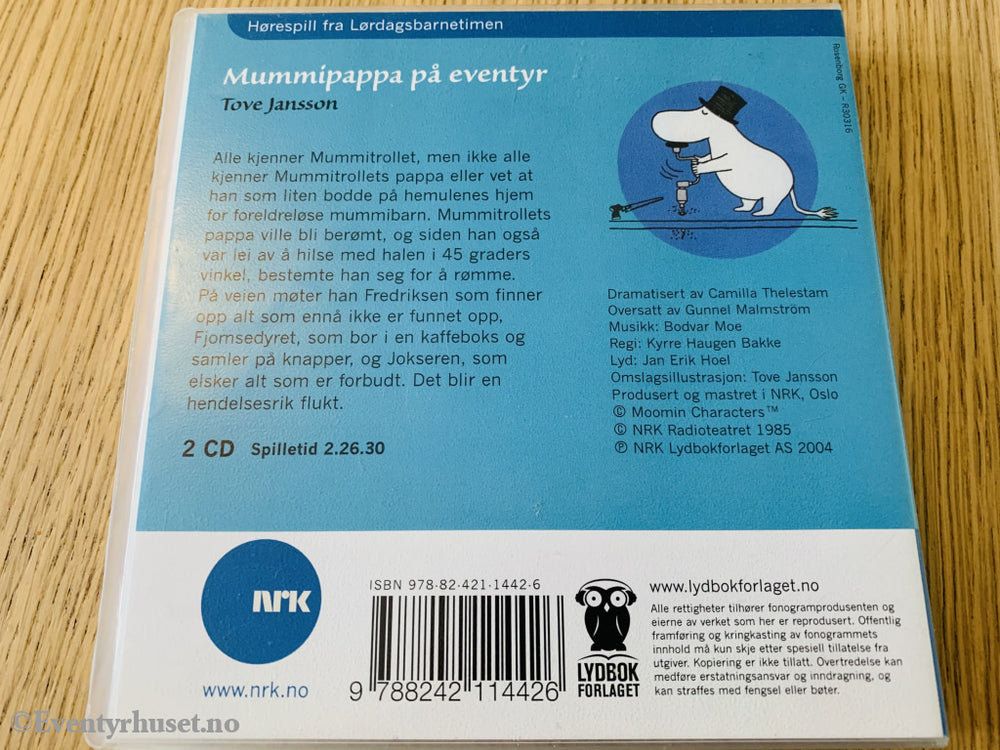 Hørespill fra Lørdagsbarnetimen
Mummipappa på eventyr
Tove Jansson
Alle kjenner Mummitrollet, men ikke alle
kjenner Mummitrollets pappa eller vet at
han som liten bodde på hemulenes hjem
for foreldreløse mummibarn. Mummitrollets
pappa ville bli berømt, og siden han også
var lei av å hilse med halen i 45 graders
vinkel, bestemte han seg for å rømme.
På veien møter han Fredriksen som finner
opp alt som ennå ikke er funnet opp,
Fjomsedyret, som bor i en kaffeboks og
samler på knapper, og Jokseren, som
elsker alt som er forbudt. Det blir en
hendelsesrik flukt.
2 CD Spilletid 2.26.30
Rosenborg GK – R30316
Dramatisert av Camilla Thelestam
Oversatt av Gunnel Malmström
Musikk: Bodvar Moe
Regi: Kyrre Haugen Bakke
Lyd: Jan Erik Hoel
Omslagsillustrasjon: Tove Jansson
Produsert og mastret i NRK, Oslo
© Moomin Characters™
© NRK Radioteatret 1985
℗ NRK Lydbokforlaget AS 2004
NRK
www.nrk.no
ISBN 978-82-421-1442-6
9 788242 114426
LYDBOK
FORLAGET
www.lydbokforlaget.no
Alle rettigheter tilhører fonogramprodusenten og
eierne av verket som her er reprodusert. Offentlig
framføring og kringkasting av fonogrammets
innhold må kun skje etter spesiell tillatelse fra
utgiver. Kopiering er ikke tillatt. Overtredelse kan
medføre erstatningsansvar og inndragning, og
kan straffes med fengsel eller bøter.
©Eventyrhuset.no